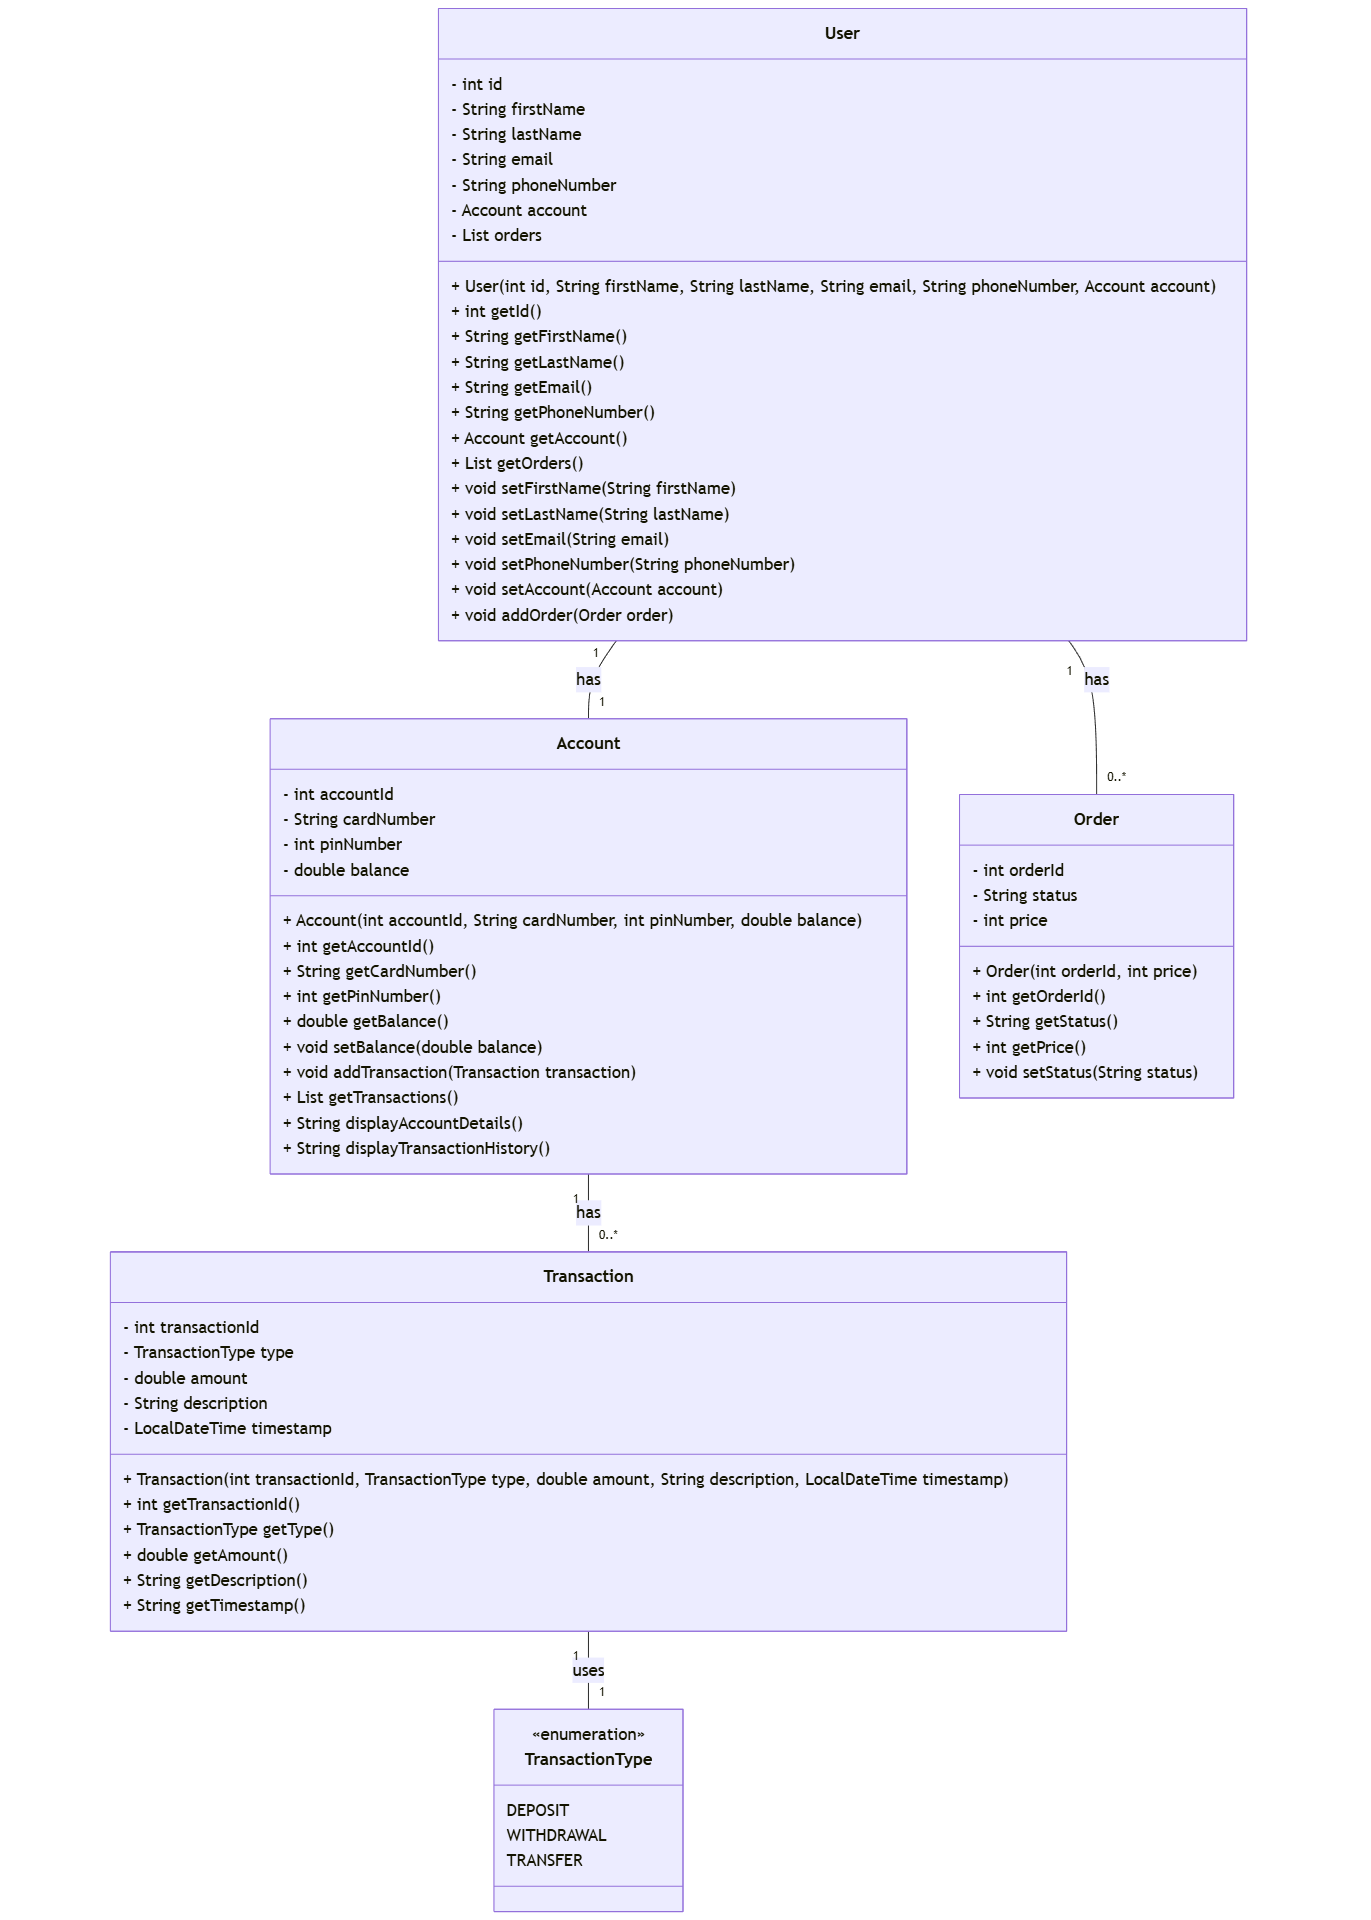 User
- int id
- String firstName
- String lastName
- String email
- String phoneNumber
- Account account
- List orders
+ User(int id, String firstName, String lastName, String email, String phoneNumber, Account account)
+ int getId()
+ String getFirstName()
+ String getLastName()
+ String getEmail()
+ String getPhoneNumber()
+ Account getAccount()
+ List getOrders()
+ void setFirstName(String firstName)
+ void setLastName(String lastName)
+ void setEmail(String email)
+ void setPhoneNumber(String phoneNumber)
+ void setAccount(Account account)
+ void addOrder(Order order)
1
has
1
1
has
0..*
Account
- int accountId
- String cardNumber
- int pinNumber
- double balance
+ Account(int accountId, String cardNumber, int pinNumber, double balance)
+ int getAccountId()
+ String getCardNumber()
+ int getPinNumber()
+ double getBalance()
+ void setBalance(double balance)
+ void addTransaction(Transaction transaction)
+ List getTransactions()
+ String displayAccountDetails()
+ String displayTransactionHistory()
Order
- int orderId
- String status
- int price
+ Order(int orderId, int price)
+ int getOrderId()
+ String getStatus()
+ int getPrice()
+ void setStatus(String status)
1
has
0..*
Transaction
- int transactionId
- TransactionType type
- double amount
- String description
- LocalDateTime timestamp
+ Transaction(int transactionId, TransactionType type, double amount, String description, LocalDateTime timestamp)
+ int getTransactionId()
+ TransactionType getType()
+ double getAmount()
+ String getDescription()
+ String getTimestamp()
1
uses
1
«enumeration»
TransactionType
DEPOSIT
WITHDRAWAL
TRANSFER